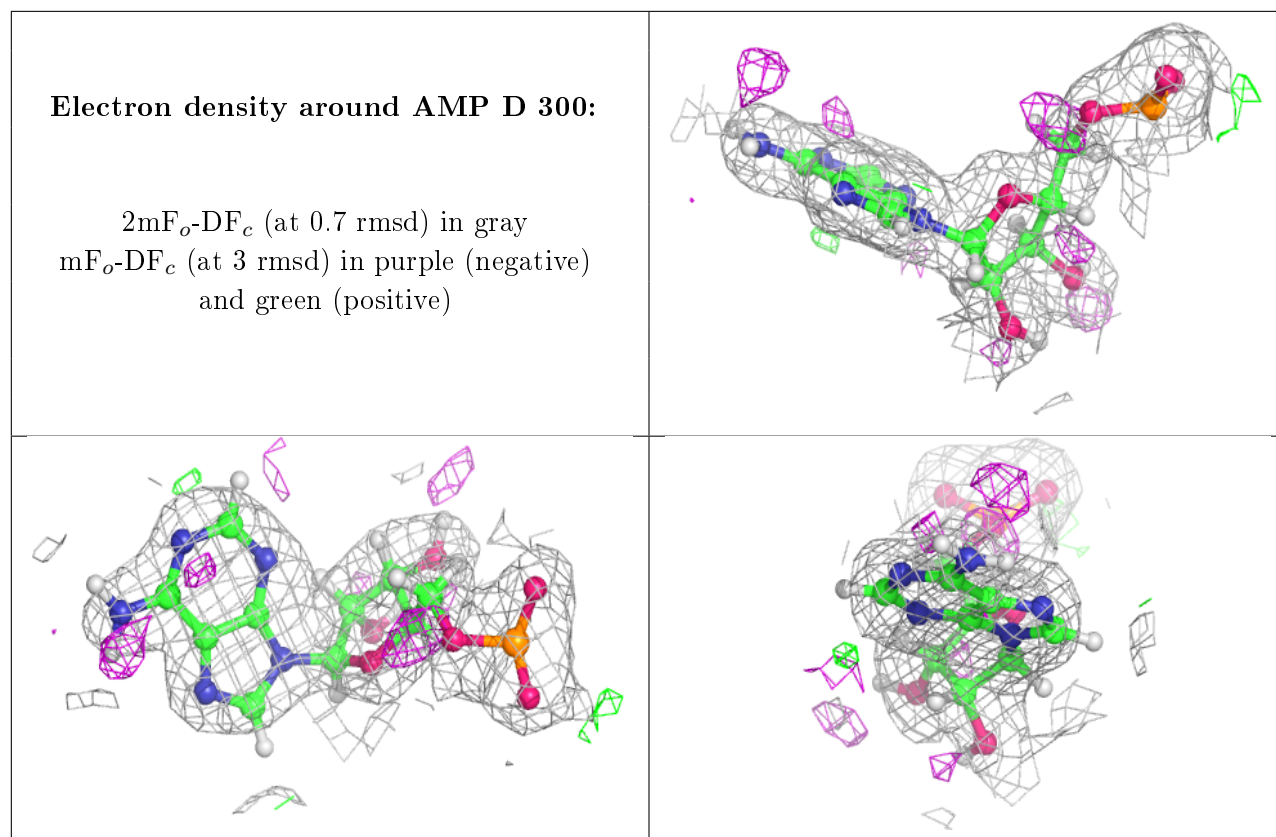 Electron density around AMP D 300:
2mFo-DFc (at 0.7 rmsd) in gray
mFo-DFc (at 3 rmsd) in purple (negative)
and green (positive)